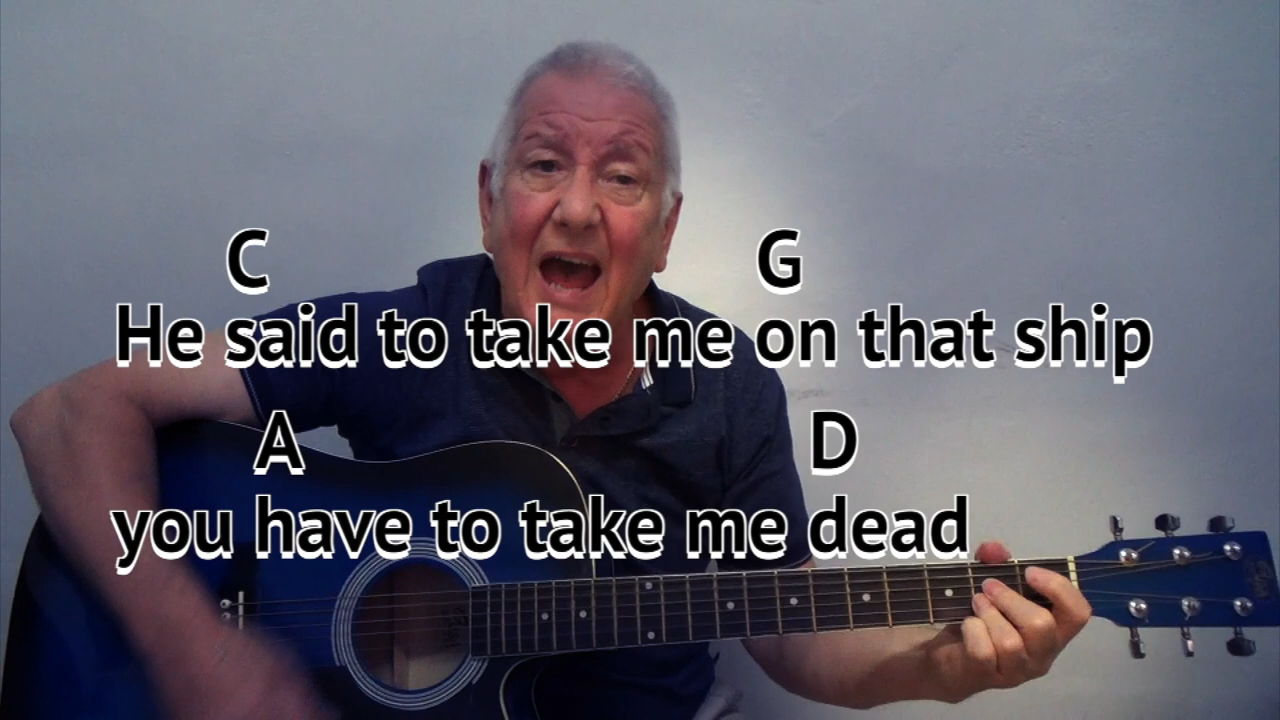 C G
He said to take me on that ship
A D
you have to take me dead